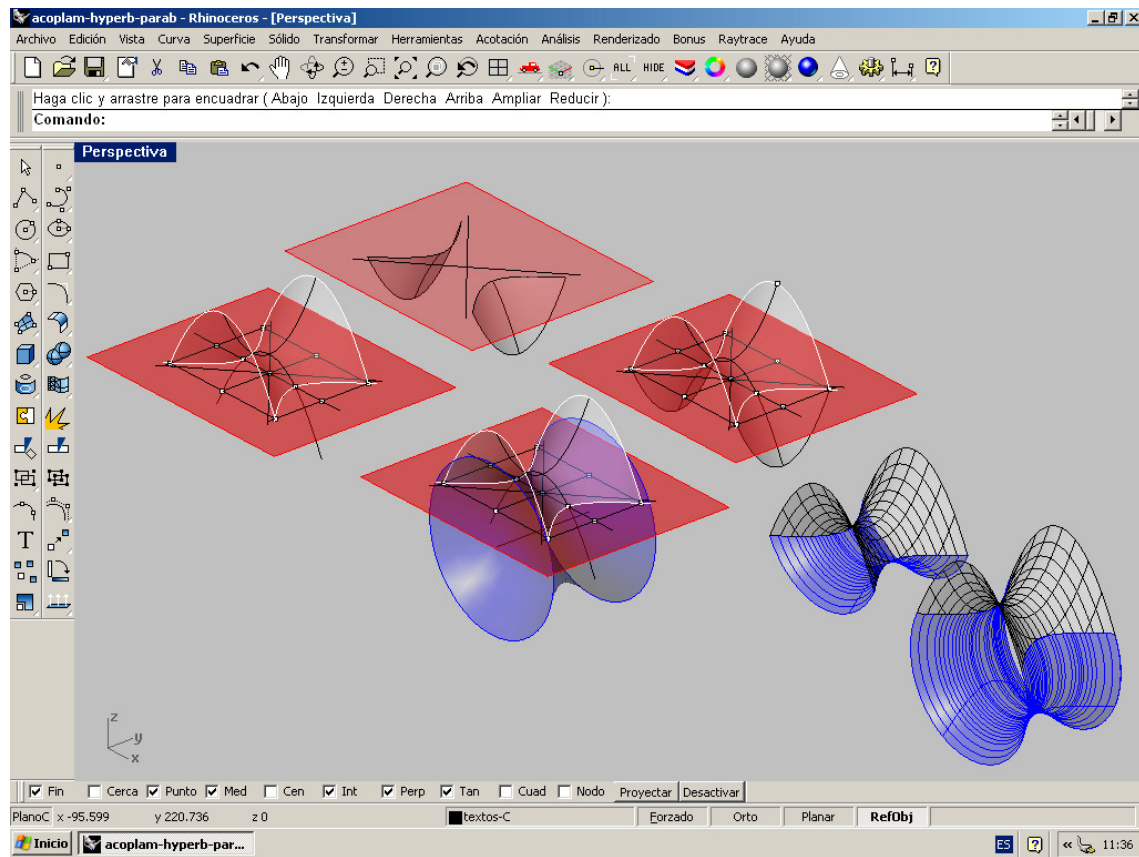 acoplam-hyperb-parab - Rhinoceros - [Perspectiva]
Archivo Edición Vista Curva Superficie Sólido Transformar Herramientas Acotación Análisis Renderizado Bonus Raytrace Ayuda
ALL HIDE
Haga clic y arrastre para encuadrar ( Abajo Izquierda Derecha Arriba Ampliar Reducir ):
Comando:
Perspectiva
T
z
y
x
Fin Cerca Punto Med Cen Int Perp Tan Cuad Nodo Proyectar Desactivar
PlanoC x -95.599 y 220.736 z 0 textos-C Forzado Orto Planar RefObj
Inicio acoplam-hyperb-par... ES ? « 11:36